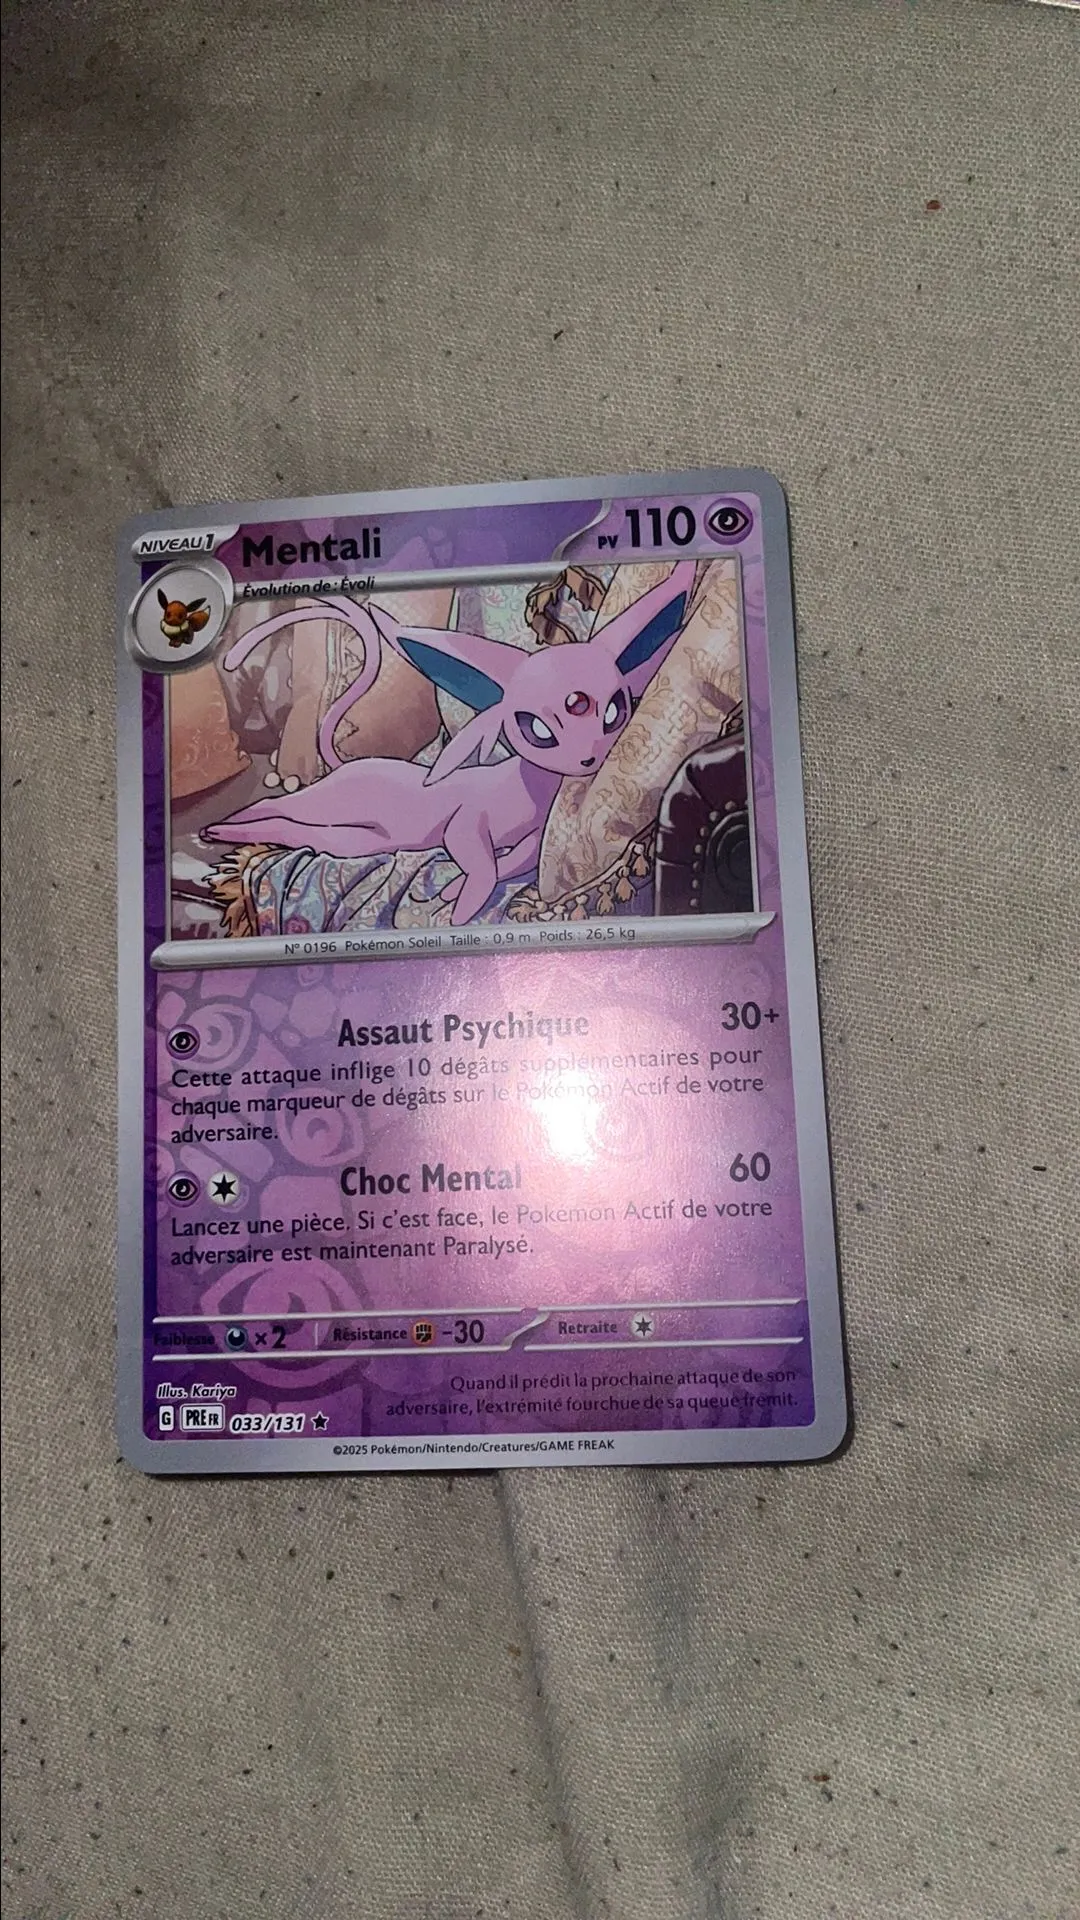 NIVEAU 1
Mentali
PV 110
Évolution de : Évoli
N° 0196 Pokémon Soleil Taille : 0,9 m Poids : 26,5 kg
Assaut Psychique 30+
Cette attaque inflige 10 dégâts supplémentaires pour
chaque marqueur de dégâts sur le Pokémon Actif de votre
adversaire.
Choc Mental 60
Lancez une pièce. Si c'est face, le Pokémon Actif de votre
adversaire est maintenant Paralysé.
Faiblesse ×2 Résistance -30 Retraite
Illus. Kariya
Quand il prédit la prochaine attaque de son
adversaire, l'extrémité fourchue de sa queue frémit.
G PRE FR 033/131
©2025 Pokémon/Nintendo/Creatures/GAME FREAK